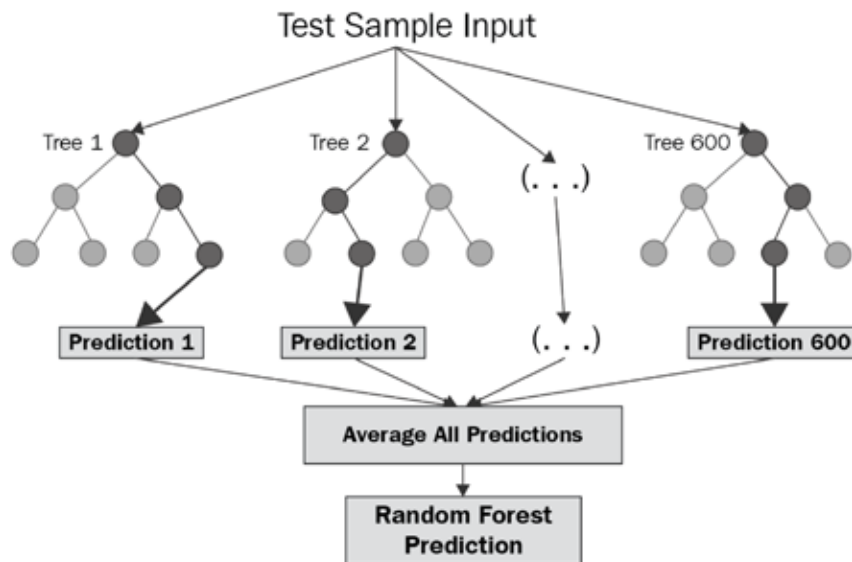 Test Sample Input
Tree 1
Tree 2
Tree 600
(. . .)
Prediction 1
Prediction 2
(. . .)
Prediction 600
Average All Predictions
Random Forest
Prediction